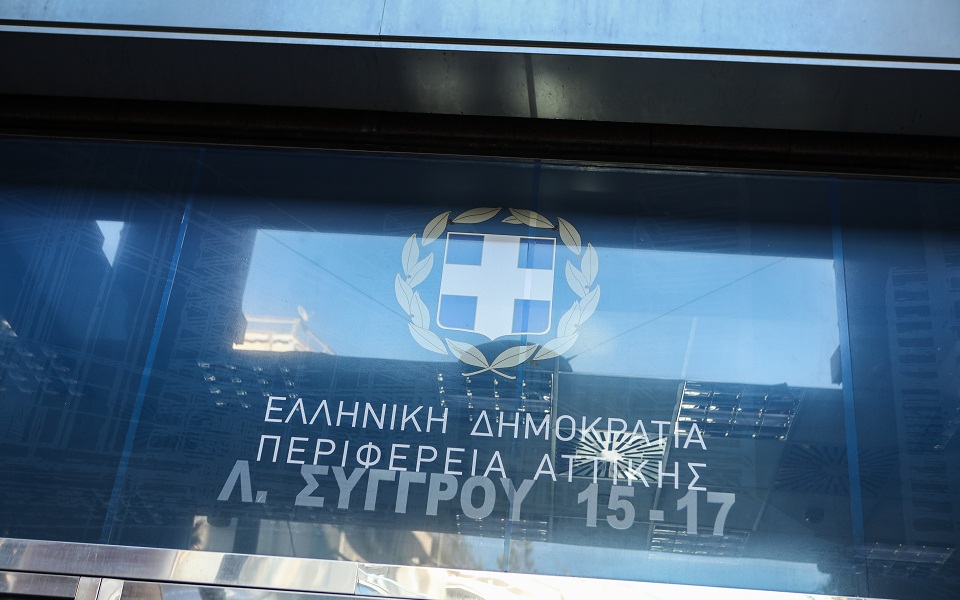 ΕΛΛΗΝΙΚΗ ΔΗΜΟΚΡΑΤΙΑ
ΠΕΡΙΦΕΡΕΙΑ ΑΤΤΙΚΗΣ
Λ. ΣΥΓΓΡΟΥ 15-17